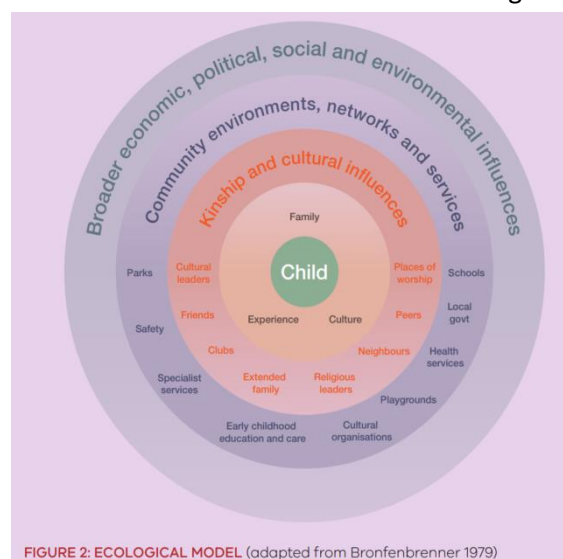 Broader economic, political, social and environmental influences
Community environments, networks and services
Kinship and cultural influences
Family
Child
Experience
Culture
Cultural
leaders
Friends
Clubs
Extended
family
Religious
leaders
Neighbours
Peers
Places of
worship
Parks
Safety
Specialist
services
Early childhood
education and care
Cultural
organisations
Playgrounds
Health
services
Local
govt
Schools
FIGURE 2: ECOLOGICAL MODEL (adapted from Bronfenbrenner 1979)